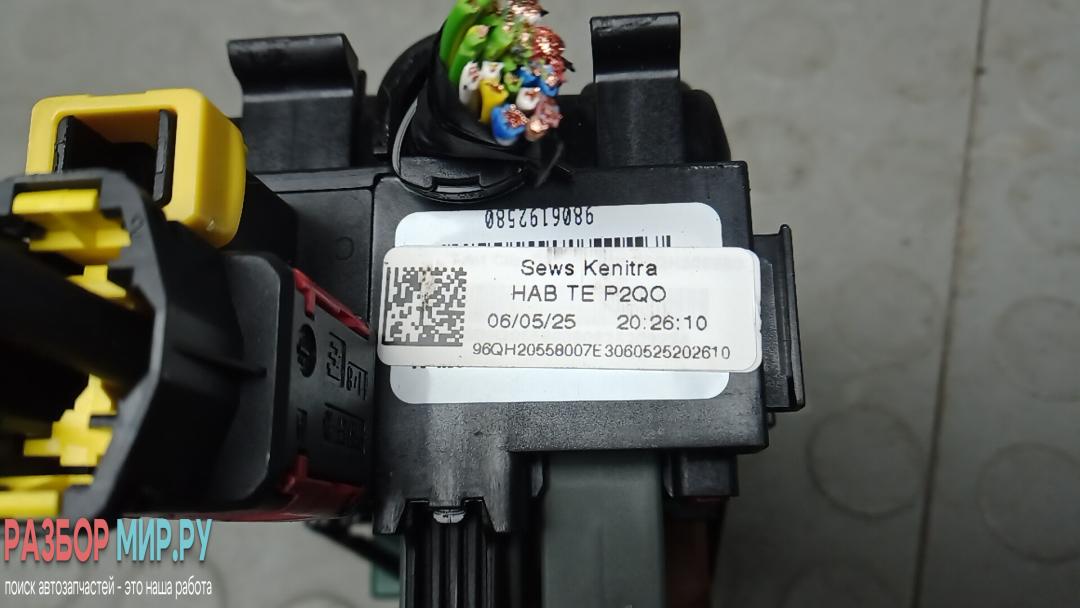 9806192580
Sews Kenitra
HAB TE P2QO
06/05/25 20:26:10
96QH20558007E3060525202610
РАЗБОР МИР.РУ
поиск автозапчастей - это наша работа